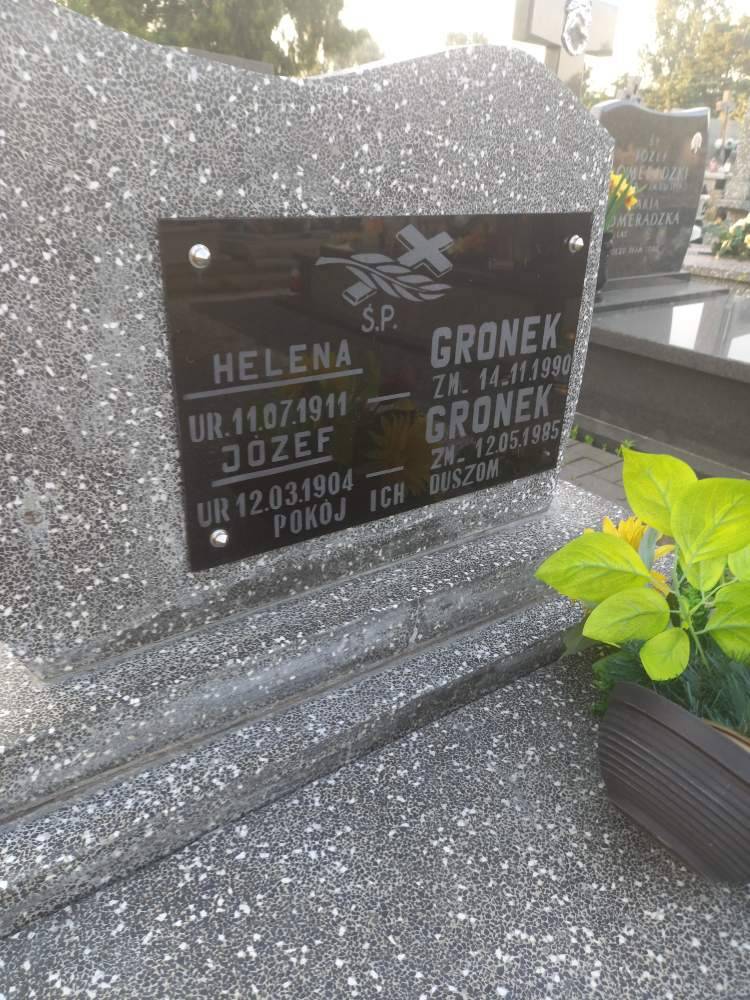 Ś.P.
HELENA GRONEK
UR. 11.07.1911 — ZM. 14.11.1990
JÓZEF GRONEK
UR 12.03.1904 — ZM. 12.05.1985
POKÓJ ICH DUSZOM
JÓZEF